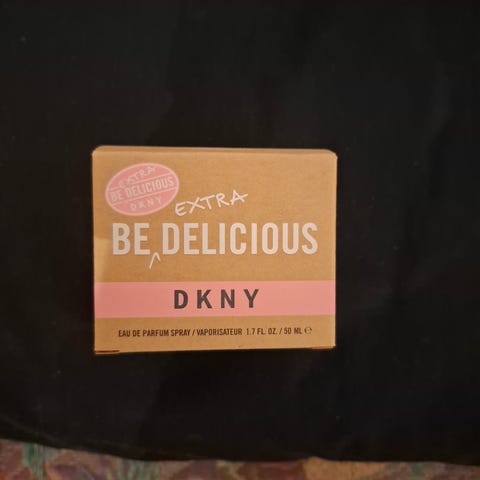 EXTRA
BE DELICIOUS
DKNY
EXTRA
BE DELICIOUS
DKNY
EAU DE PARFUM SPRAY / VAPORISATEUR 1.7 FL. OZ. / 50 ML ℮